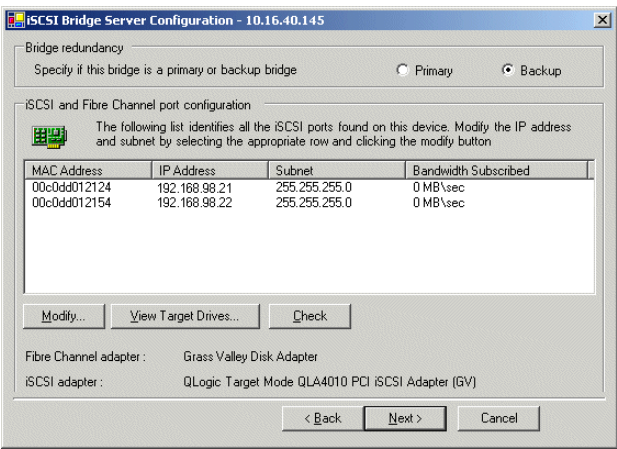 iSCSI Bridge Server Configuration - 10.16.40.145
Bridge redundancy
Specify if this bridge is a primary or backup bridge Primary Backup
iSCSI and Fibre Channel port configuration
The following list identifies all the iSCSI ports found on this device. Modify the IP address
and subnet by selecting the appropriate row and clicking the modify button
MAC Address IP Address Subnet Bandwidth Subscribed
00c0dd012124 192.168.98.21 255.255.255.0 0 MB\sec
00c0dd012154 192.168.98.22 255.255.255.0 0 MB\sec
Modify... View Target Drives... Check
Fibre Channel adapter : Grass Valley Disk Adapter
iSCSI adapter : QLogic Target Mode QLA4010 PCI iSCSI Adapter (GV)
< Back Next > Cancel